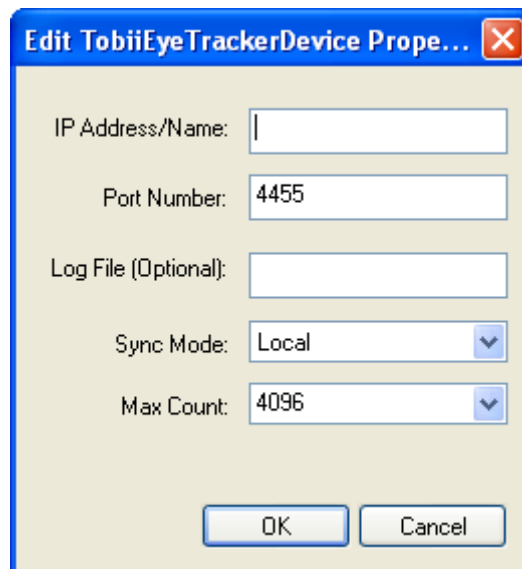 Edit TobiiEyeTrackerDevice Prope...
IP Address/Name:
Port Number: 4455
Log File (Optional):
Sync Mode: Local
Max Count: 4096
OK Cancel